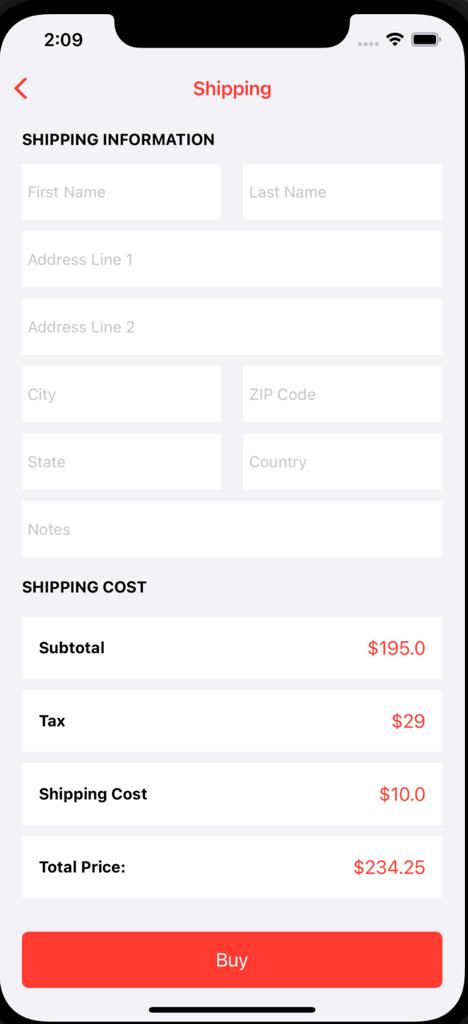 2:09
Shipping
SHIPPING INFORMATION
First Name Last Name
Address Line 1
Address Line 2
City ZIP Code
State Country
Notes
SHIPPING COST
Subtotal $195.0
Tax $29
Shipping Cost $10.0
Total Price: $234.25
Buy